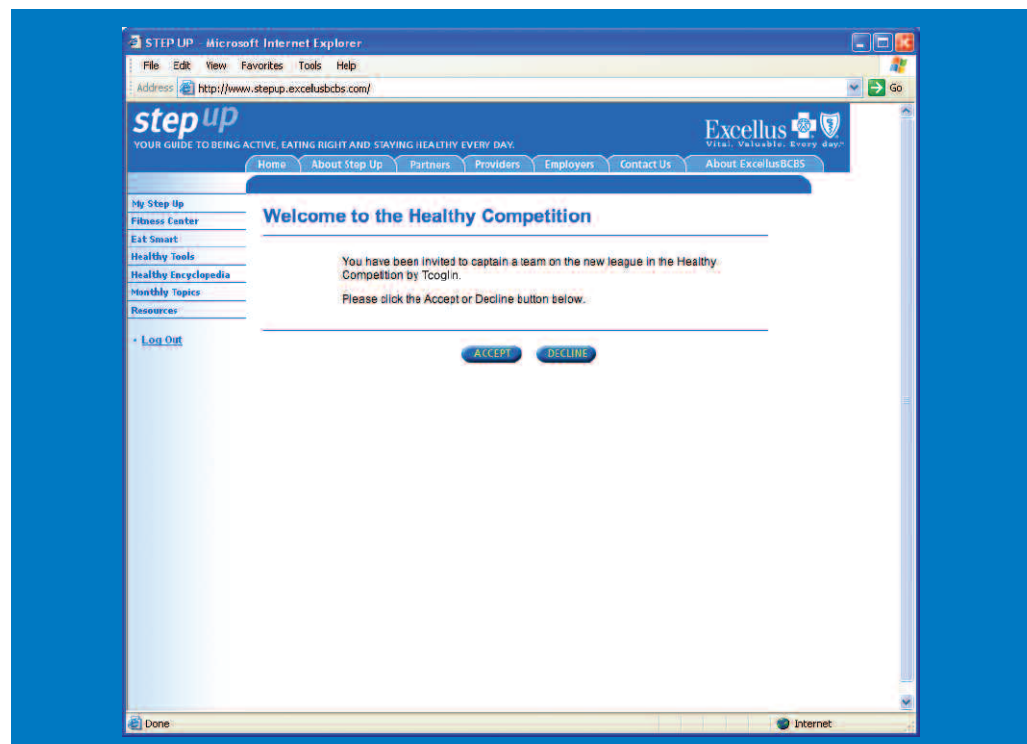 STEP UP - Microsoft Internet Explorer
File Edit View Favorites Tools Help
Address http://www.stepup.excellusbcbs.com/ Go
step up
YOUR GUIDE TO BEING ACTIVE, EATING RIGHT AND STAYING HEALTHY EVERY DAY.
Excellus
Vital. Valuable. Every day.℠
Home About Step Up Partners Providers Employers Contact Us About ExcellusBCBS
My Step Up
Fitness Center
Eat Smart
Healthy Tools
Healthy Encyclopedia
Monthly Topics
Resources
• Log Out
Welcome to the Healthy Competition
You have been invited to captain a team on the new league in the Healthy
Competition by Tcoglin.
Please click the Accept or Decline button below.
ACCEPT DECLINE
Done Internet